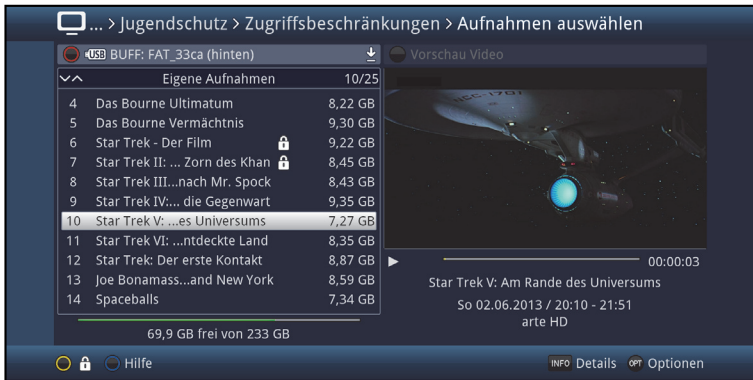 ... > Jugendschutz > Zugriffsbeschränkungen > Aufnahmen auswählen
USB BUFF: FAT_33ca (hinten)
Vorschau Video
Eigene Aufnahmen 10/25
4 Das Bourne Ultimatum 8,22 GB
5 Das Bourne Vermächtnis 9,30 GB
6 Star Trek - Der Film 9,22 GB
7 Star Trek II: ... Zorn des Khan 8,45 GB
8 Star Trek III...nach Mr. Spock 8,43 GB
9 Star Trek IV:... die Gegenwart 9,35 GB
10 Star Trek V: ...es Universums 7,27 GB
11 Star Trek VI: ...ntdeckte Land 8,35 GB
12 Star Trek: Der erste Kontakt 8,87 GB
13 Joe Bonamass...and New York 8,59 GB
14 Spaceballs 7,34 GB
69,9 GB frei von 233 GB
NCC-1701
00:00:03
Star Trek V: Am Rande des Universums
So 02.06.2013 / 20:10 - 21:51
arte HD
Hilfe
INFO Details OPT Optionen